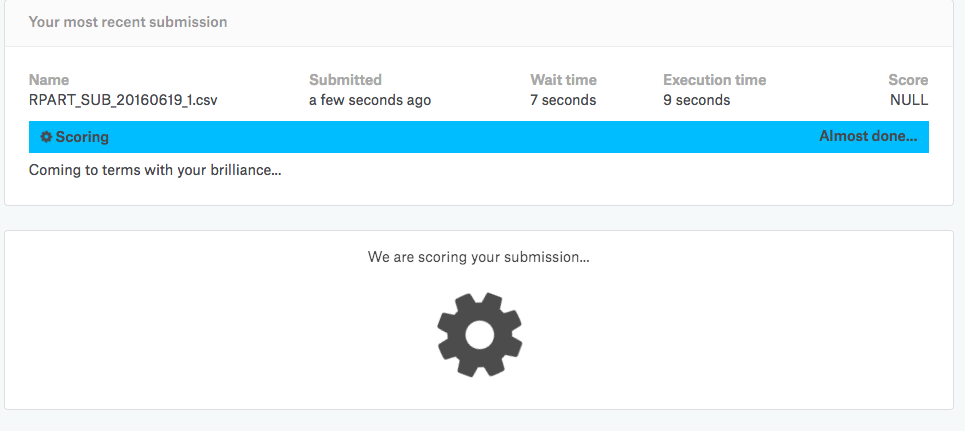 Your most recent submission
Name Submitted Wait time Execution time Score
RPART_SUB_20160619_1.csv a few seconds ago 7 seconds 9 seconds NULL
Scoring Almost done...
Coming to terms with your brilliance...
We are scoring your submission...